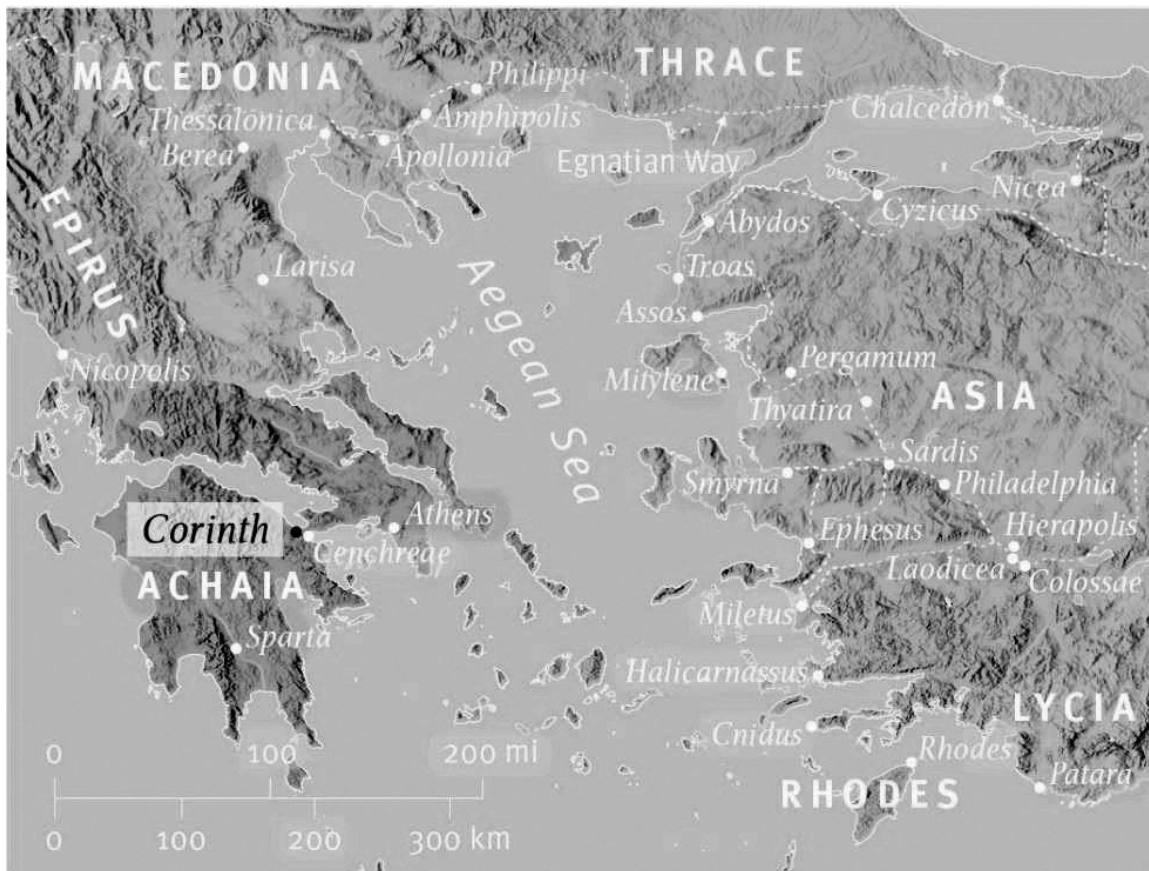 MACEDONIA
THRACE
Philippi
Chalcedon
Thessalonica
Amphipolis
Berea
Apollonia
Egnatian Way
Nicea
EPIRUS
Cyzicus
Abydos
Larisa
Aegean Sea
Troas
Assos
Nicopolis
Mitylene
Pergamum
Thyatira
ASIA
Sardis
Smyrna
Philadelphia
Corinth
Athens
Cenchreae
Ephesus
Hierapolis
Laodicea
Colossae
ACHAIA
Miletus
Sparta
Halicarnassus
LYCIA
Cnidus
Rhodes
RHODES
Patara
0 100 200 mi
0 100 200 300 km